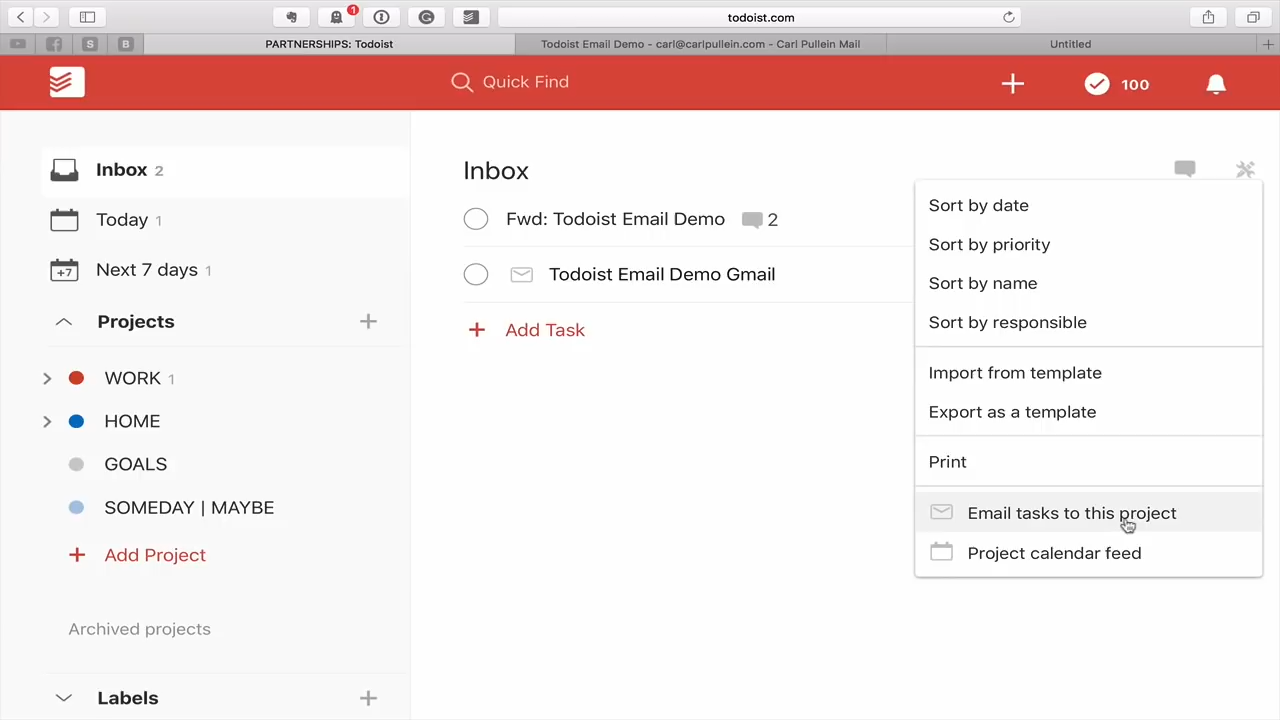 1
todoist.com
S
B
PARTNERSHIPS: Todoist
Todoist Email Demo - carl@carlpullein.com - Carl Pullein Mail
Untitled
Quick Find
100
Inbox 2
Today 1
+7
Next 7 days 1
Projects
WORK 1
HOME
GOALS
SOMEDAY | MAYBE
Add Project
Archived projects
Labels
Inbox
Fwd: Todoist Email Demo 2
Todoist Email Demo Gmail
Add Task
Sort by date
Sort by priority
Sort by name
Sort by responsible
Import from template
Export as a template
Print
Email tasks to this project
Project calendar feed